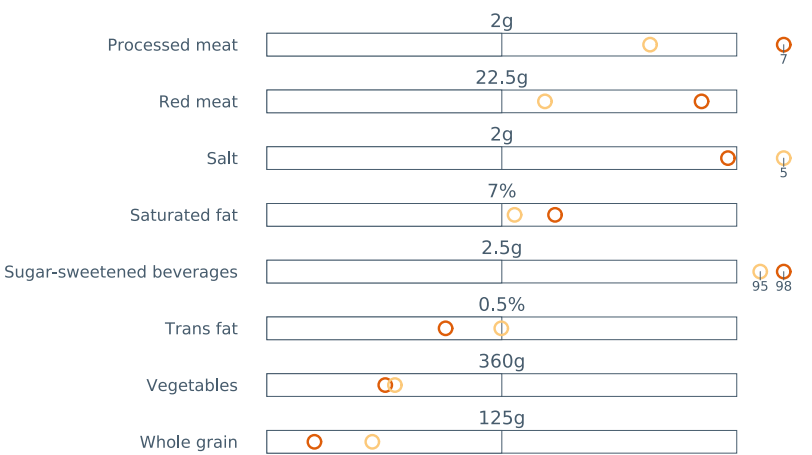 2g
Processed meat
7
22.5g
Red meat
2g
Salt
5
7%
Saturated fat
2.5g
Sugar-sweetened beverages
95 98
0.5%
Trans fat
360g
Vegetables
125g
Whole grain